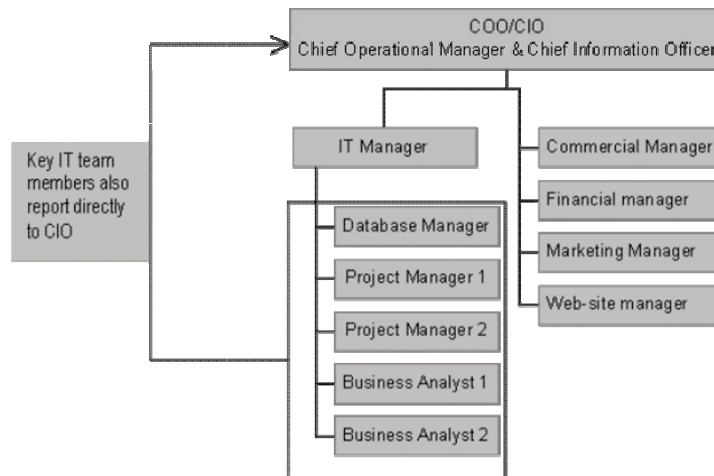 COO/CIO
Chief Operational Manager & Chief Information Officer
Key IT team
members also
report directly
to CIO
IT Manager
Commercial Manager
Financial manager
Marketing Manager
Web-site manager
Database Manager
Project Manager 1
Project Manager 2
Business Analyst 1
Business Analyst 2